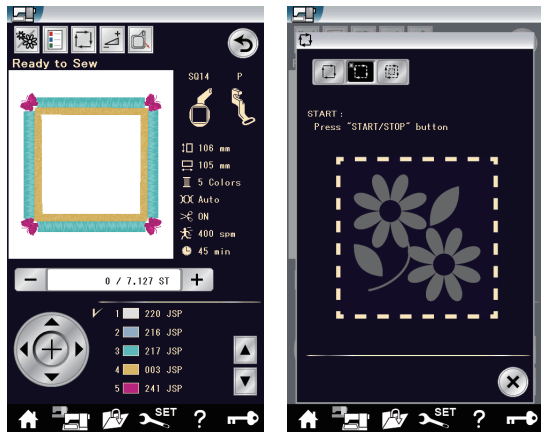 Ready to Sew
SQ14 P
106 mm
105 mm
5 Colors
Auto
ON
400 spm
45 min
− 0 / 7.127 ST +
1 220 JSP
2 216 JSP
3 217 JSP
4 003 JSP
5 241 JSP
SET ?
START :
Press "START/STOP" button
SET ?